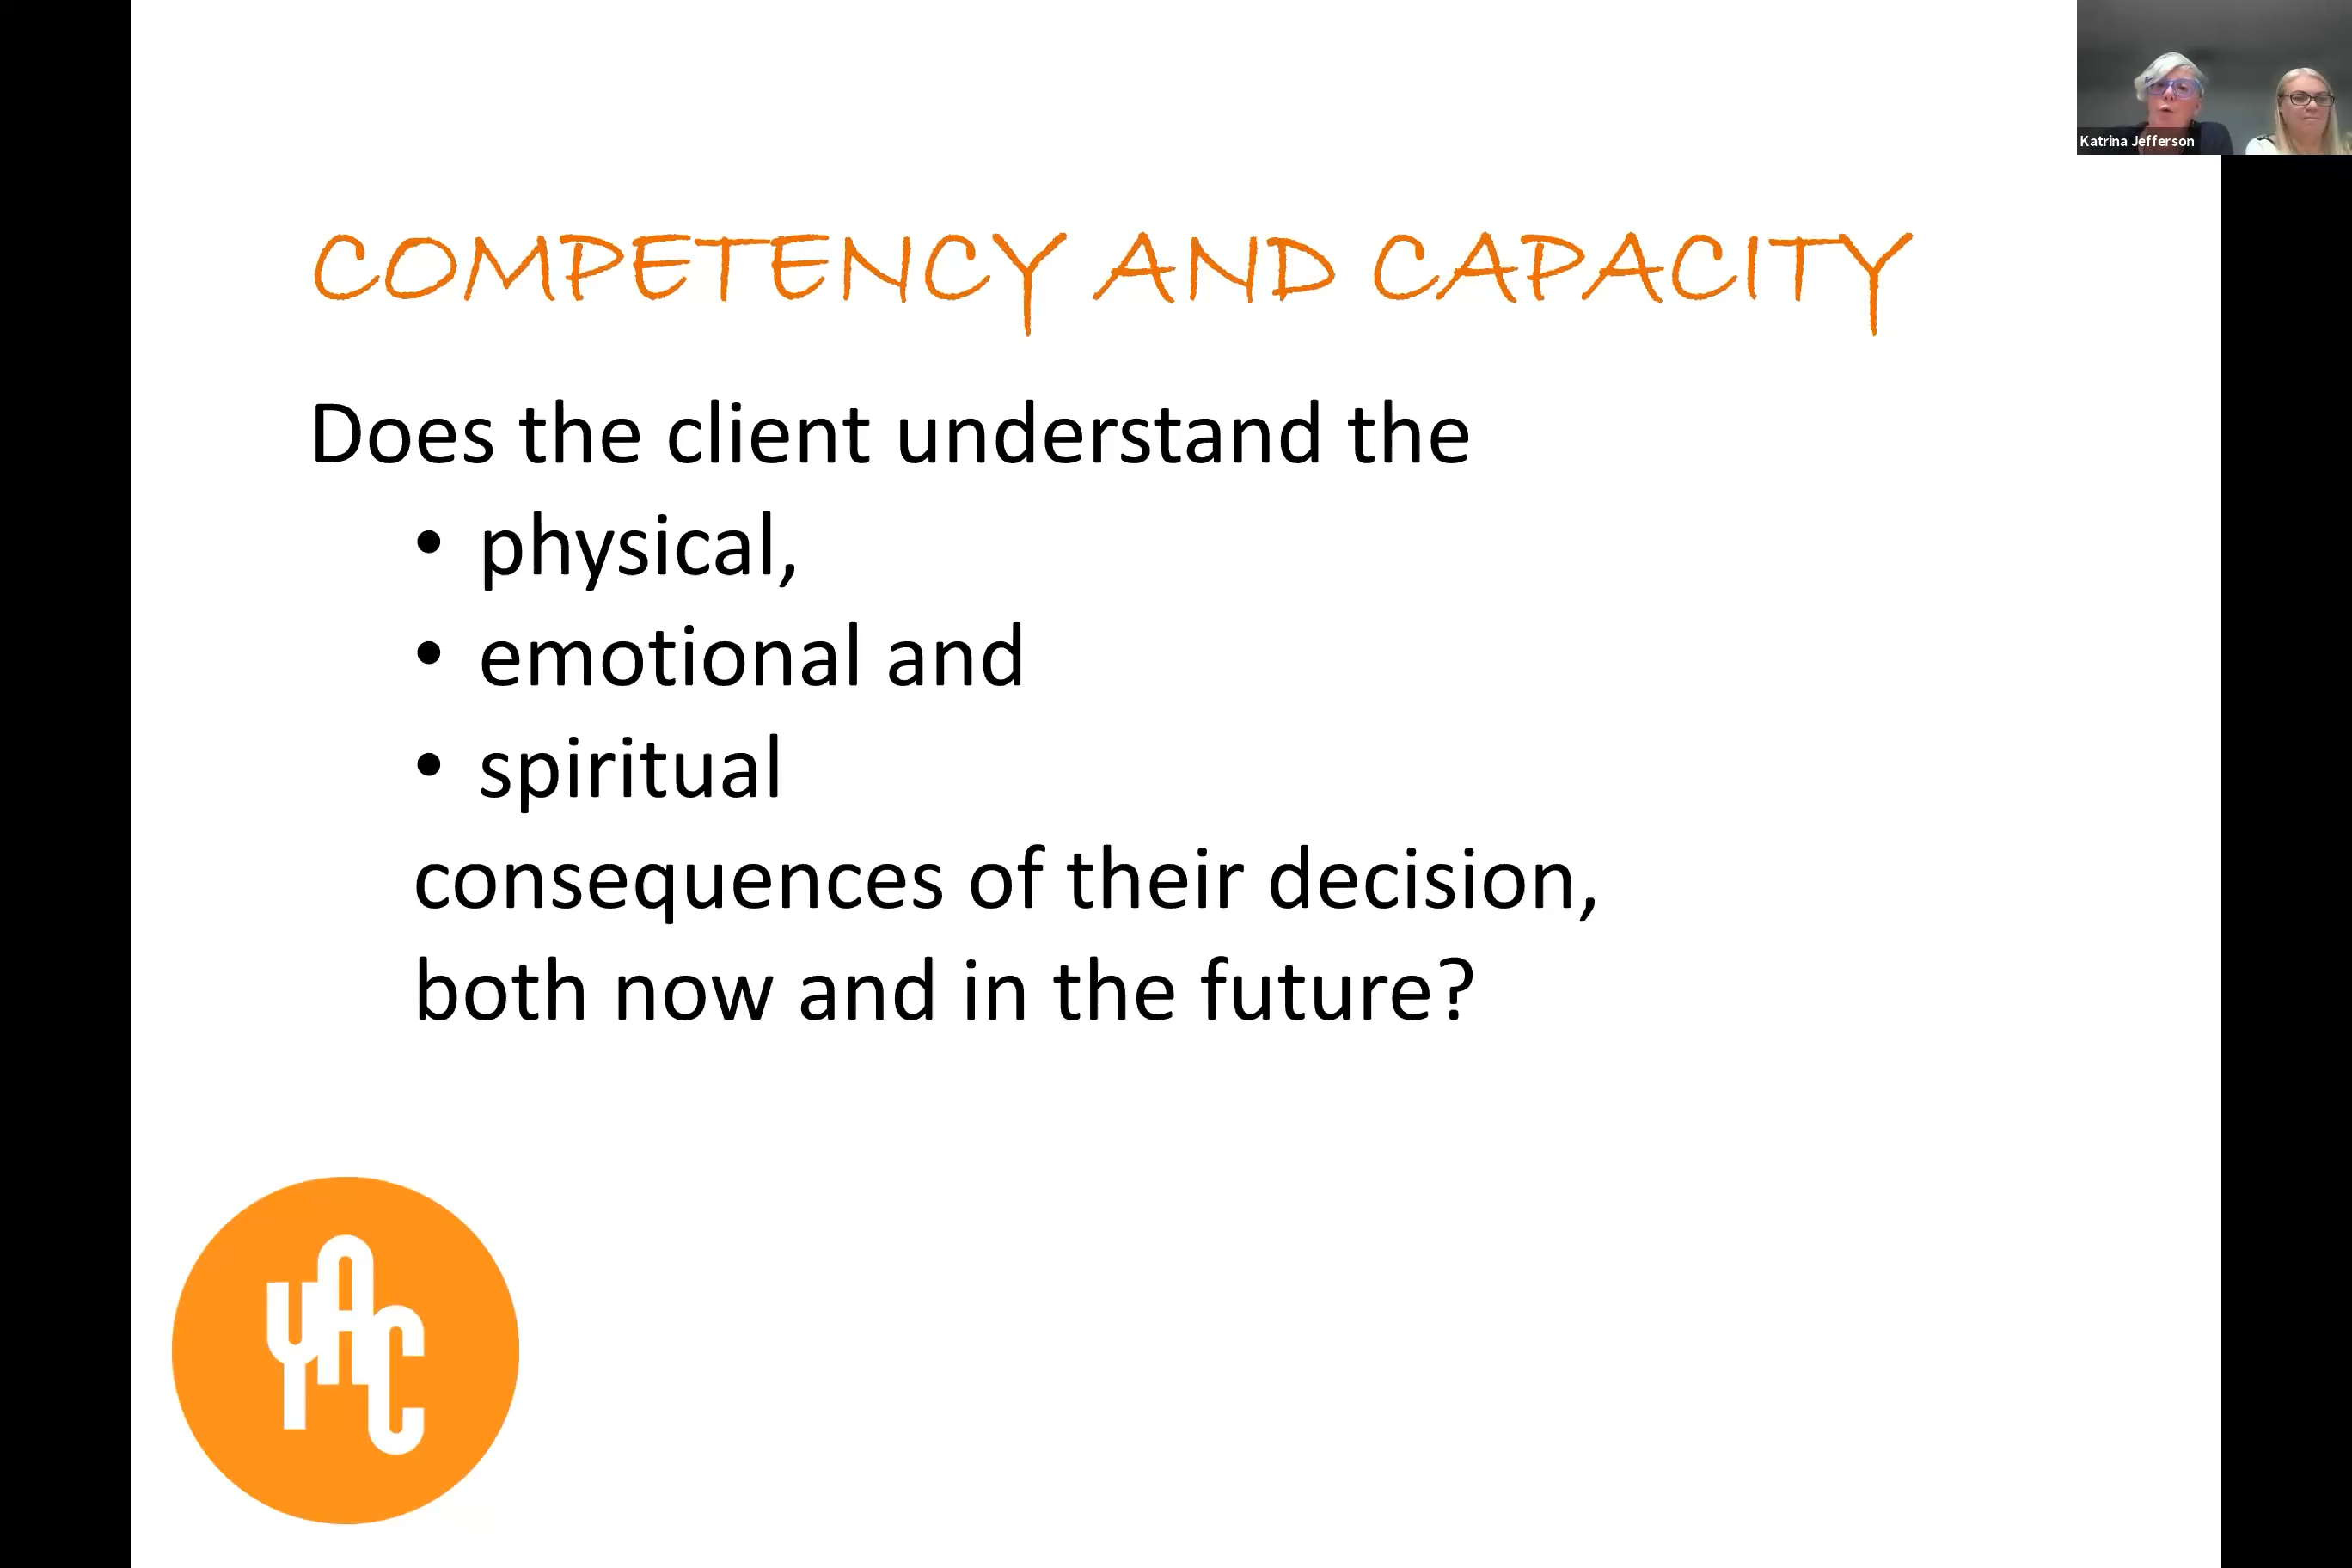 Katrina Jefferson
COMPETENCY AND CAPACITY
Does the client understand the
• physical,
• emotional and
• spiritual
consequences of their decision,
both now and in the future?
YAC